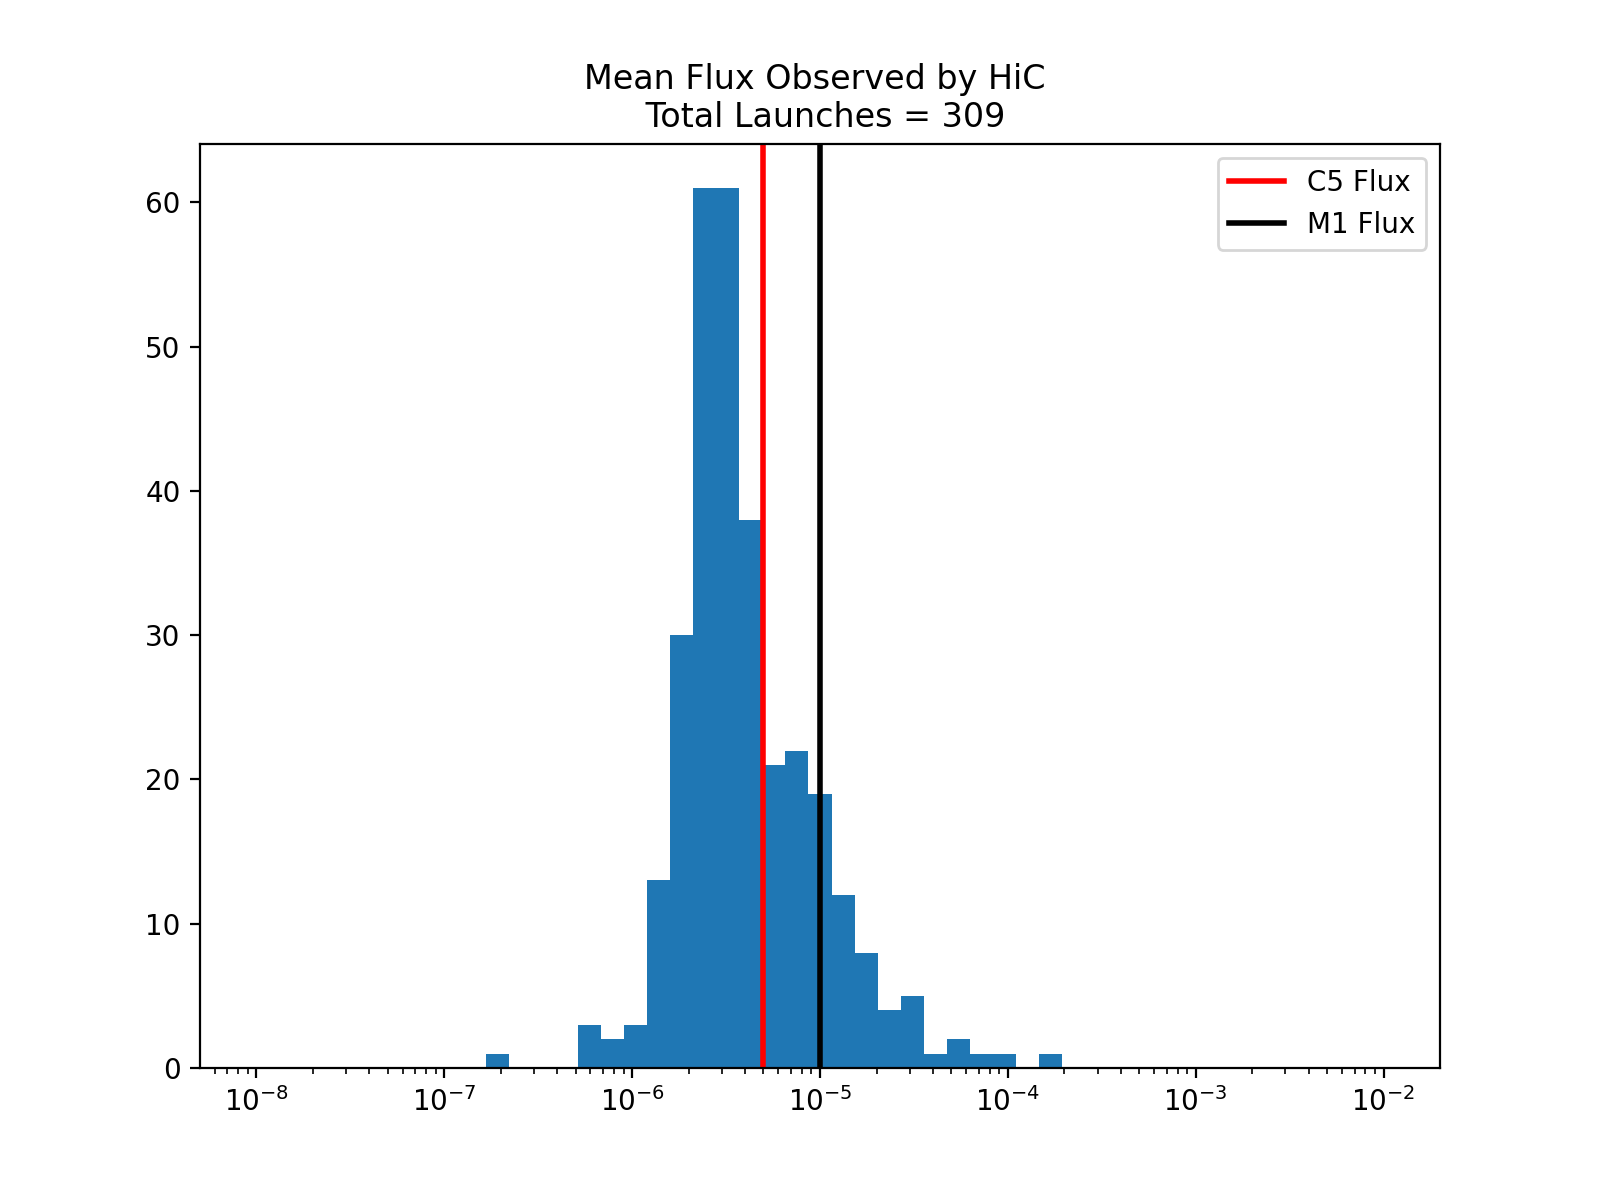 Mean Flux Observed by HiC
Total Launches = 309
C5 Flux
M1 Flux
60
50
40
30
20
10
0
10⁻⁸ 10⁻⁷ 10⁻⁶ 10⁻⁵ 10⁻⁴ 10⁻³ 10⁻²